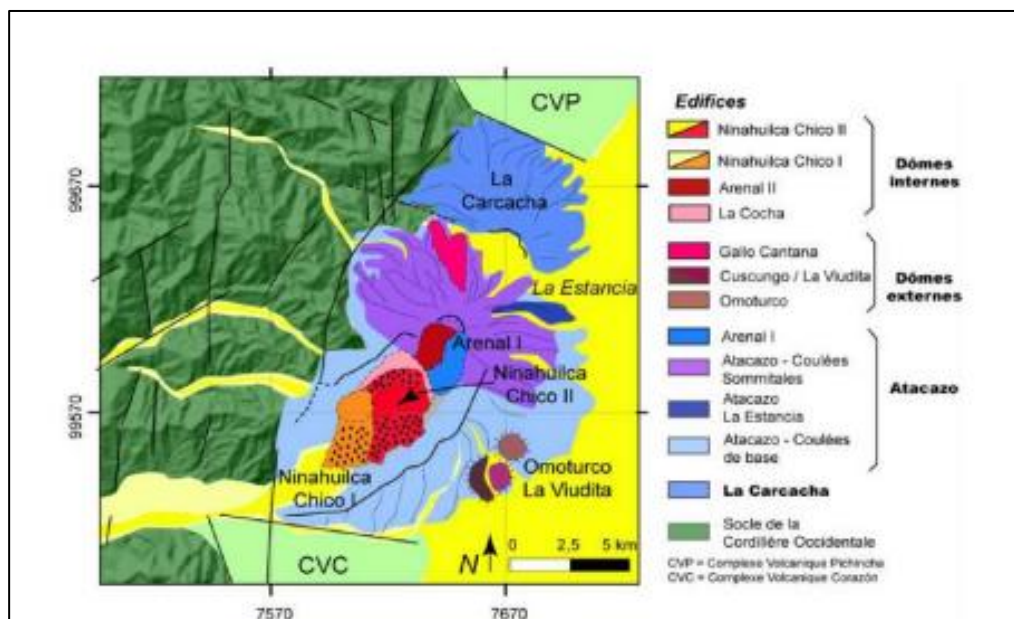 CVP
La
Carcacha
La Estancia
Arenal I
Ninahuilca
Chico II
Ninahuilca
Chico I
Omoturco
La Viudita
CVC
N
0 2,5 5 km
99670
99570
7570 7670
Edifices
Ninahuilca Chico II
Ninahuilca Chico I
Arenal II
La Cocha
Dômes
internes
Gallo Cantana
Cuscungo / La Viudita
Omoturco
Dômes
externes
Arenal I
Atacazo - Coulées
Sommitales
Atacazo
La Estancia
Atacazo - Coulées
de base
Atacazo
La Carcacha
Socle de la
Cordillère Occidentale
CVP = Complexe Volcanique Pichincha
CVC = Complexe Volcanique Corazón